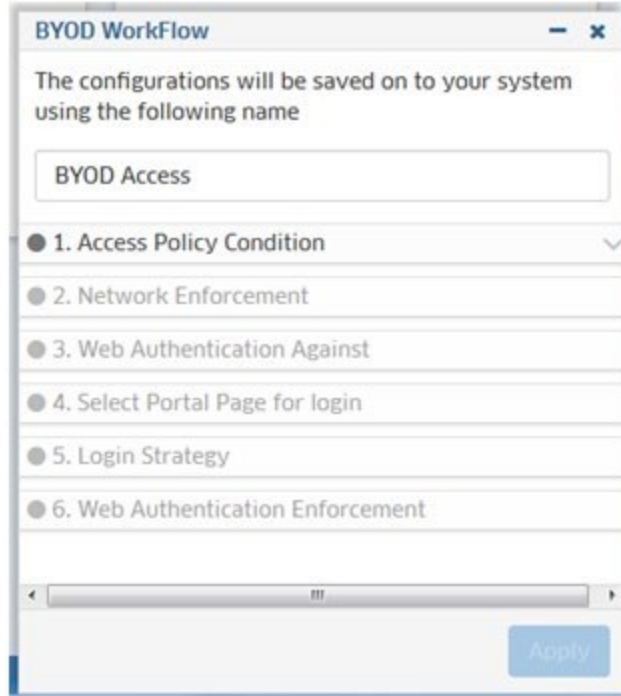 BYOD WorkFlow
The configurations will be saved on to your system
using the following name
BYOD Access
1. Access Policy Condition
2. Network Enforcement
3. Web Authentication Against
4. Select Portal Page for login
5. Login Strategy
6. Web Authentication Enforcement
Apply